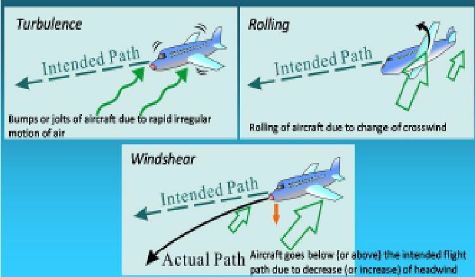 Turbulence
Intended Path
Bumps or jolts of aircraft due to rapid irregular
motion of air
Rolling
Intended Path
Rolling of aircraft due to change of crosswind
Windshear
Intended Path
Actual Path
Aircraft goes below (or above) the intended flight
path due to decrease (or increase) of headwind